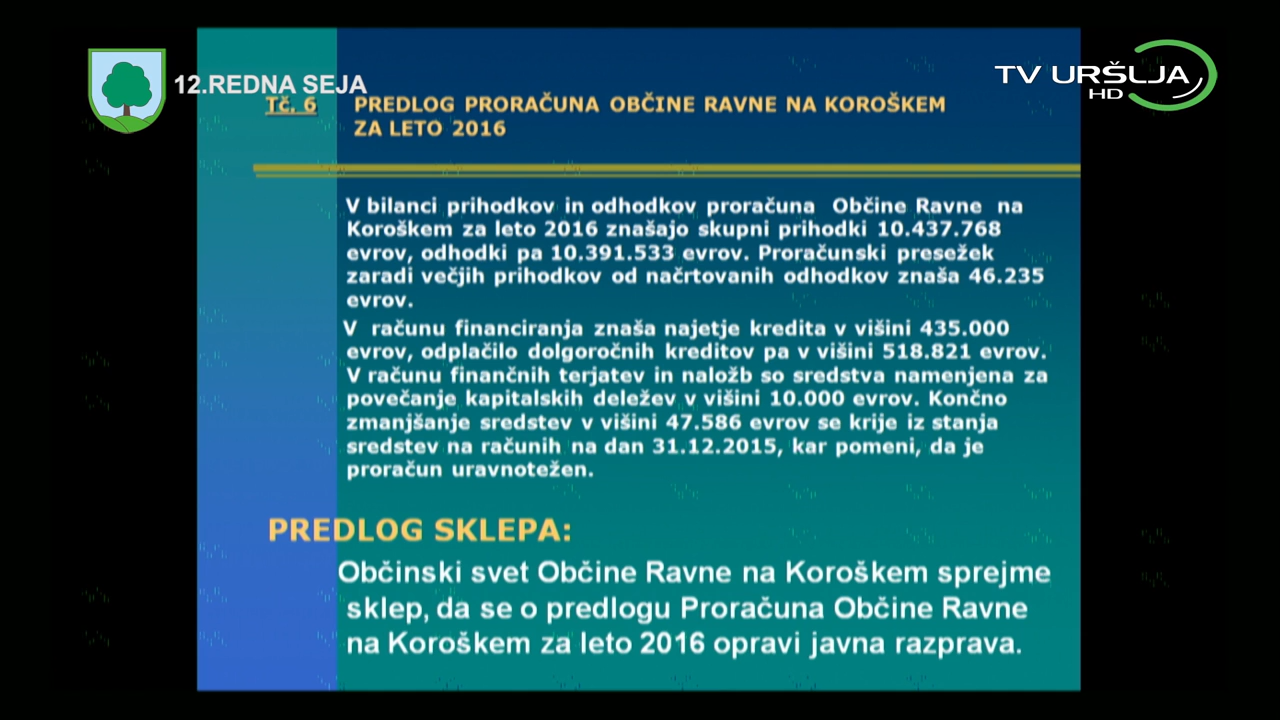 12.REDNA SEJA
TV URŠLJA
HD
Tč. 6 PREDLOG PRORAČUNA OBČINE RAVNE NA KOROŠKEM
ZA LETO 2016
V bilanci prihodkov in odhodkov proračuna Občine Ravne na
Koroškem za leto 2016 znašajo skupni prihodki 10.437.768
evrov, odhodki pa 10.391.533 evrov. Proračunski presežek
zaradi večjih prihodkov od načrtovanih odhodkov znaša 46.235
evrov.
V računu financiranja znaša najetje kredita v višini 435.000
evrov, odplačilo dolgoročnih kreditov pa v višini 518.821 evrov.
V računu finančnih terjatev in naložb so sredstva namenjena za
povečanje kapitalskih deležev v višini 10.000 evrov. Končno
zmanjšanje sredstev v višini 47.586 evrov se krije iz stanja
sredstev na računih na dan 31.12.2015, kar pomeni, da je
proračun uravnotežen.
PREDLOG SKLEPA:
Občinski svet Občine Ravne na Koroškem sprejme
sklep, da se o predlogu Proračuna Občine Ravne
na Koroškem za leto 2016 opravi javna razprava.